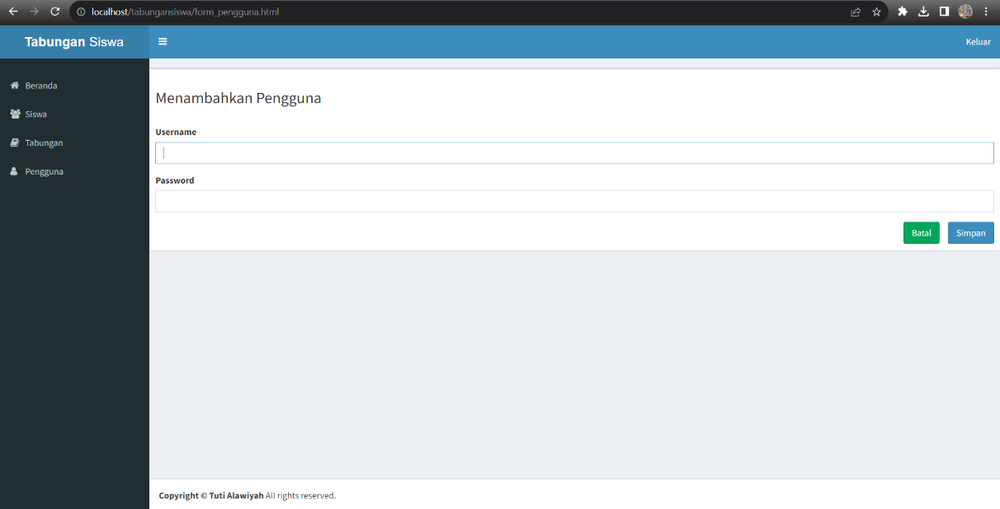 localhost/tabungansiswa/form_pengguna.html
Tabungan Siswa
Keluar
Beranda
Siswa
Tabungan
Pengguna
Menambahkan Pengguna
Username
Password
Batal Simpan
Copyright © Tuti Alawiyah All rights reserved.